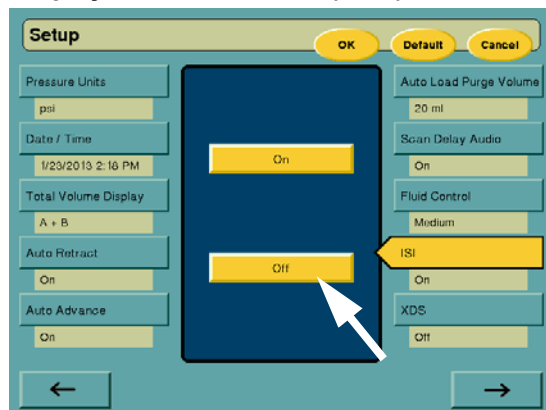 Setup
OK
Default
Cancel
Pressure Units
psi
Date / Time
1/23/2013 2:18 PM
Total Volume Display
A + B
Auto Retract
On
Auto Advance
On
On
Off
Auto Load Purge Volume
20 ml
Scan Delay Audio
On
Fluid Control
Medium
ISI
On
XDS
Off